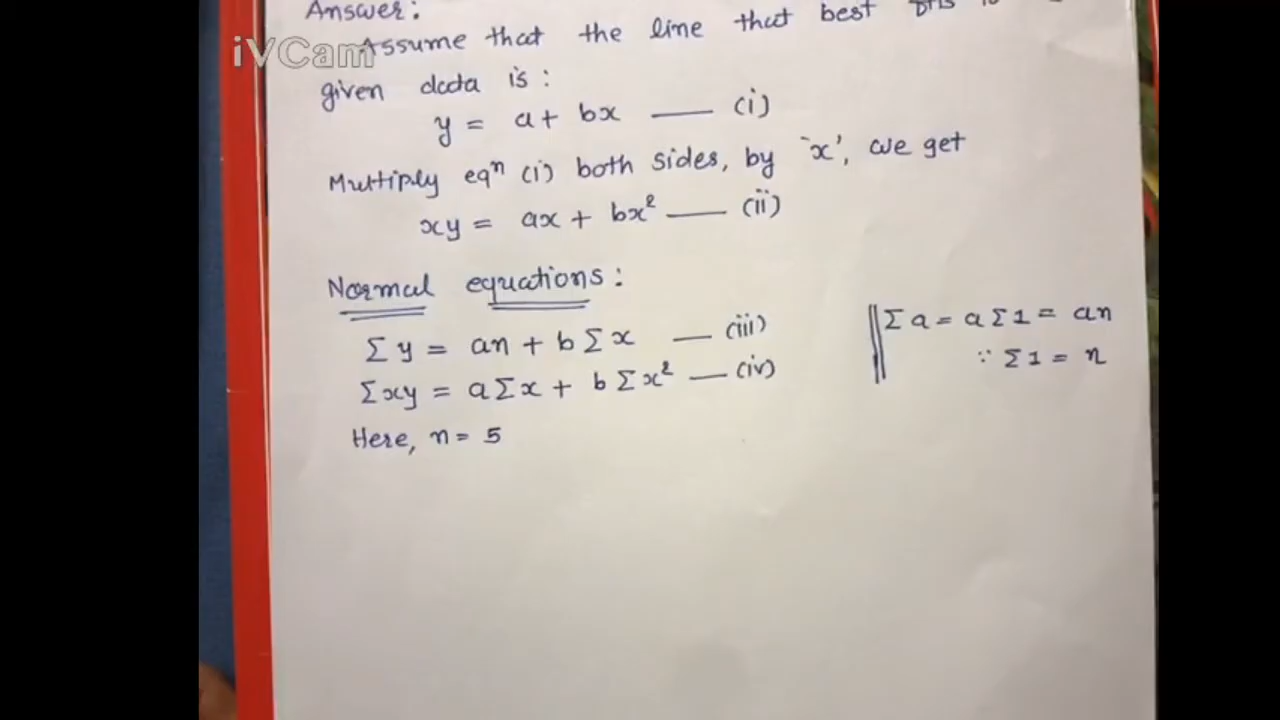 Answer:
iVCam
Assume that the line that best fits
given data is:
y = a + bx —— (i)
Multiply eqⁿ (i) both sides, by 'x', we get
xy = ax + bx² —— (ii)
Normal equations:
Σy = an + bΣx — (iii)
Σxy = aΣx + bΣx² — (iv)
Σa = aΣ1 = an
∵ Σ1 = n
Here, n = 5